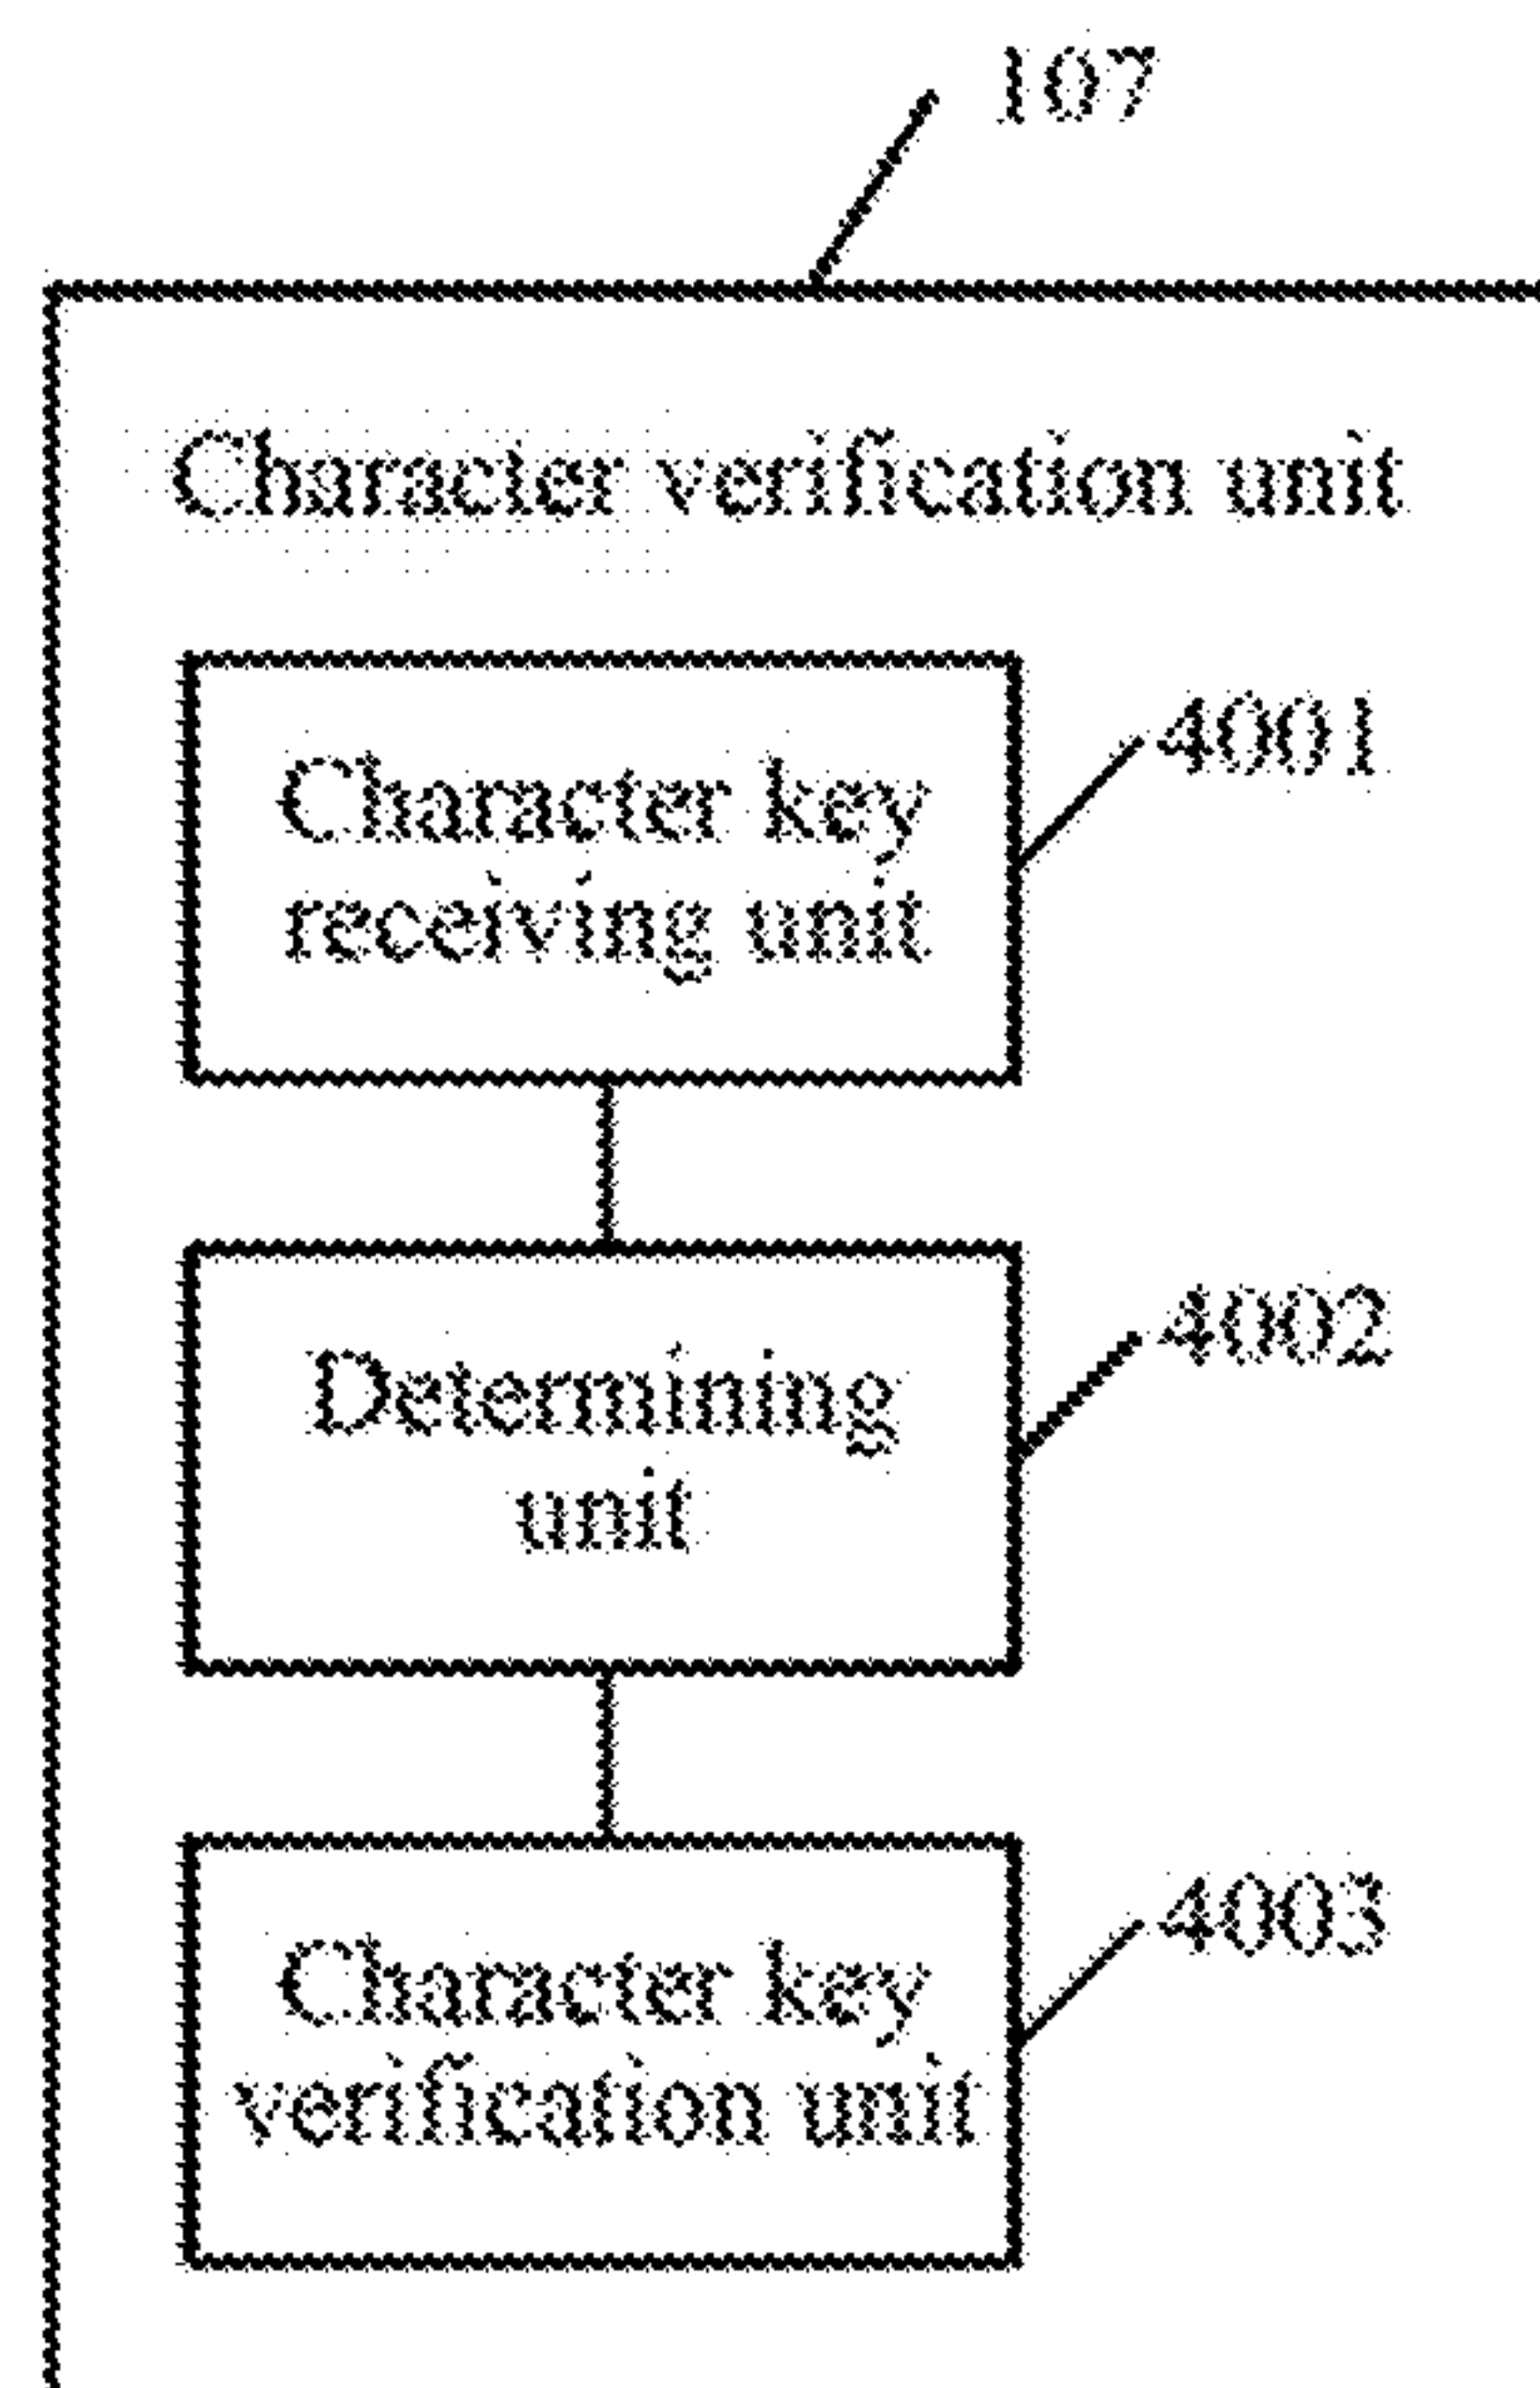 107
Character verification unit
Character key
receiving unit
4001
Determining
unit
4002
Character key
verification unit
4003